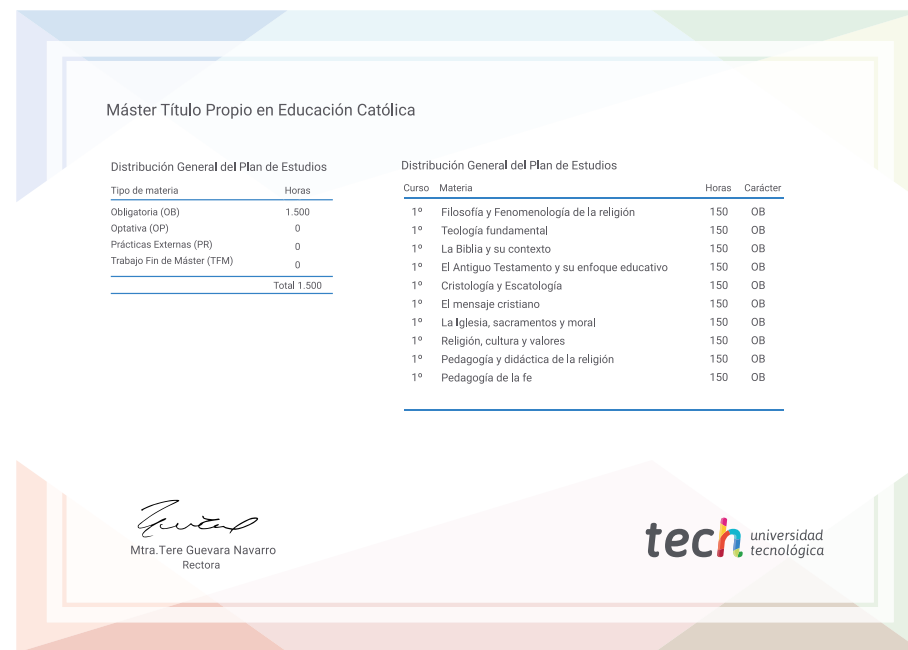 Máster Título Propio en Educación Católica
Distribución General del Plan de Estudios
Tipo de materia Horas
Obligatoria (OB) 1.500
Optativa (OP) 0
Prácticas Externas (PR) 0
Trabajo Fin de Máster (TFM) 0
Total 1.500
Distribución General del Plan de Estudios
Curso Materia Horas Carácter
1º Filosofía y Fenomenología de la religión 150 OB
1º Teología fundamental 150 OB
1º La Biblia y su contexto 150 OB
1º El Antiguo Testamento y su enfoque educativo 150 OB
1º Cristología y Escatología 150 OB
1º El mensaje cristiano 150 OB
1º La Iglesia, sacramentos y moral 150 OB
1º Religión, cultura y valores 150 OB
1º Pedagogía y didáctica de la religión 150 OB
1º Pedagogía de la fe 150 OB
Mtra.Tere Guevara Navarro
Rectora
tech universidad
tecnológica